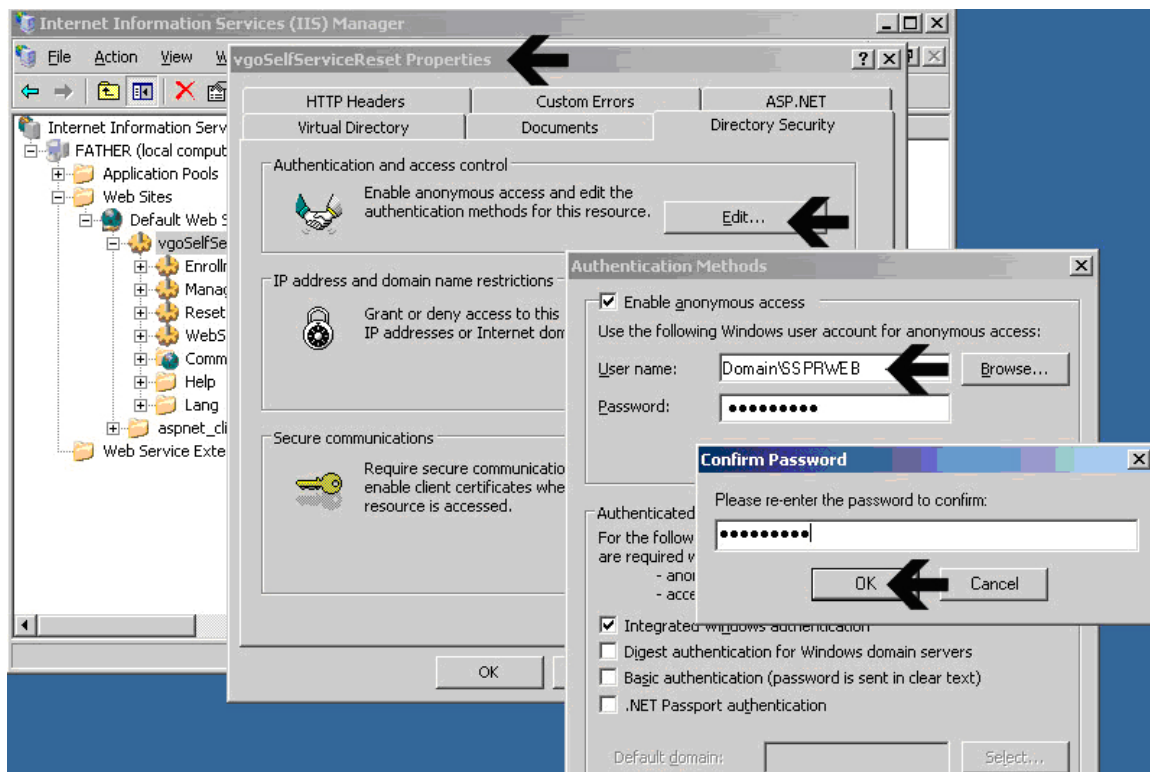 Internet Information Services (IIS) Manager
File Action View
vgoSelfServiceReset Properties
HTTP Headers Custom Errors ASP.NET
Virtual Directory Documents Directory Security
Internet Information Serv
FATHER (local comput
Application Pools
Web Sites
Default Web S
vgoSelfSe
Enrollr
Manag
Reset
WebS
Comm
Help
Lang
aspnet_cli
Web Service Exte
Authentication and access control
Enable anonymous access and edit the
authentication methods for this resource.
Edit...
IP address and domain name restrictions
Grant or deny access to this
IP addresses or Internet dom
Secure communications
Require secure communicatio
enable client certificates whe
resource is accessed.
OK
Authentication Methods
Enable anonymous access
Use the following Windows user account for anonymous access:
User name: Domain\SSPRWEB Browse...
Password: ●●●●●●●●●
Confirm Password
Please re-enter the password to confirm:
●●●●●●●●●
OK Cancel
Authenticated
For the follow
are required w
- anor
- acce
Integrated Windows authentication
Digest authentication for Windows domain servers
Basic authentication (password is sent in clear text)
.NET Passport authentication
Default domain: Select...